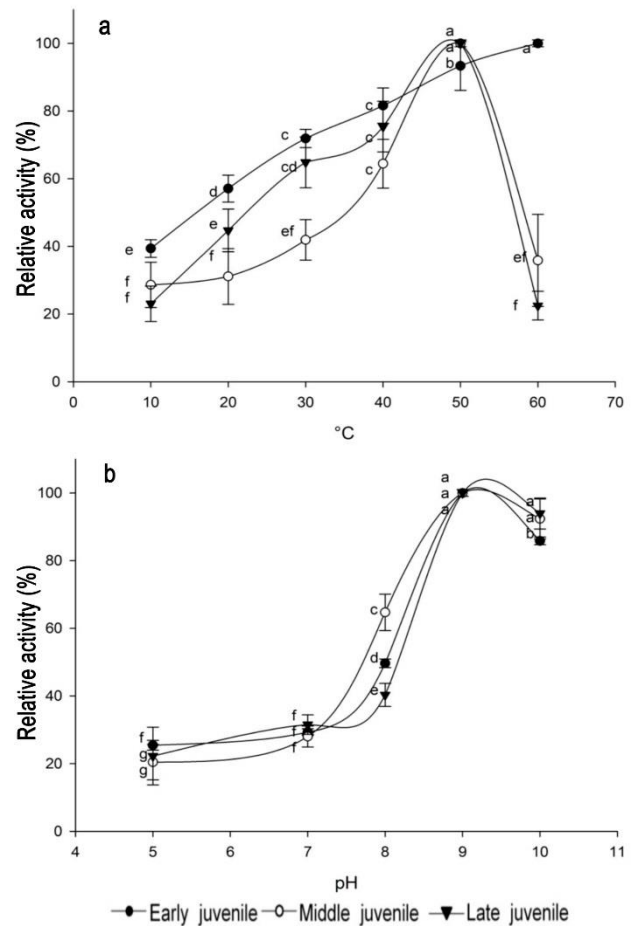 a
Relative activity (%)
100
80
60
40
20
0
a
a
b
a
c
c
c
c
cd
ef
d
e
f
e
f
f
ef
f
0 10 20 30 40 50 60 70
°C
b
Relative activity (%)
100
80
60
40
20
0
a
a
a
a
a
b
c
d
e
f
f
f
f
g
g
4 5 6 7 8 9 10 11
pH
Early juvenile Middle juvenile Late juvenile